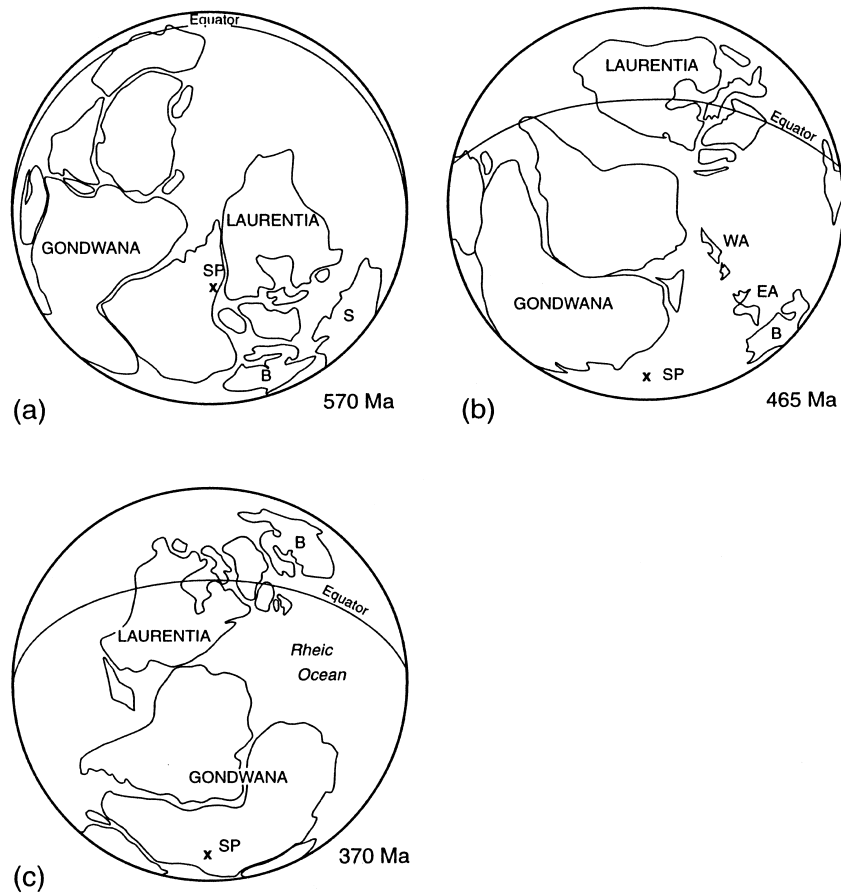 Equator
LAURENTIA
GONDWANA
SP
x
S
B
(a)
570 Ma
LAURENTIA
Equator
WA
GONDWANA
EA
B
x SP
(b)
465 Ma
B
Equator
LAURENTIA
Rheic
Ocean
GONDWANA
x SP
(c)
370 Ma